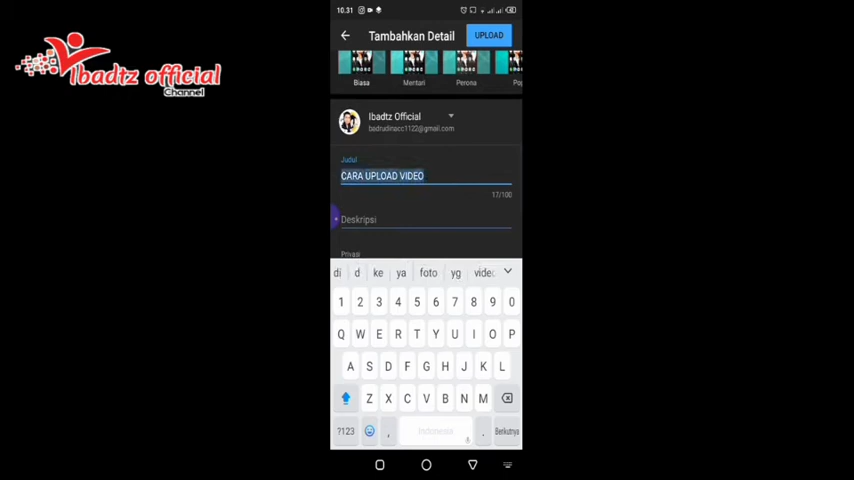 10.31
Ibadtz official
Channel
Tambahkan Detail
UPLOAD
Biasa
Mentari
Perona
Ibadtz Official
badrudinacc1122@gmail.com
Judul
CARA UPLOAD VIDEO
17/100
Deskripsi
Privasi
di d ke ya foto yg video
1 2 3 4 5 6 7 8 9 0
Q W E R T Y U I O P
A S D F G H J K L
Z X C V B N M
?123 , Indonesia . Berikutnya